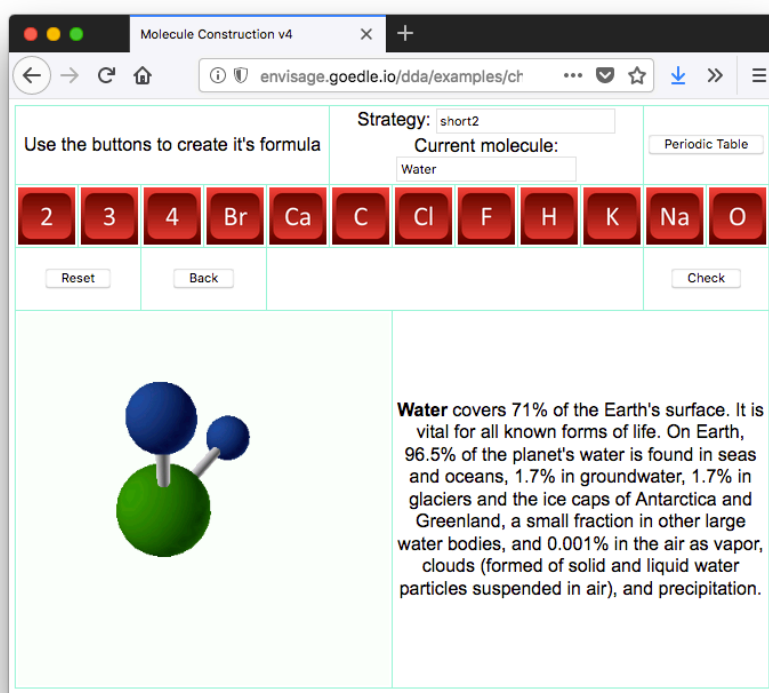 Molecule Construction v4
envisage.goedle.io/dda/examples/ch
Use the buttons to create it's formula
Strategy: short2
Current molecule:
Water
Periodic Table
2 3 4 Br Ca C Cl F H K Na O
Reset Back Check
Water covers 71% of the Earth's surface. It is
vital for all known forms of life. On Earth,
96.5% of the planet's water is found in seas
and oceans, 1.7% in groundwater, 1.7% in
glaciers and the ice caps of Antarctica and
Greenland, a small fraction in other large
water bodies, and 0.001% in the air as vapor,
clouds (formed of solid and liquid water
particles suspended in air), and precipitation.